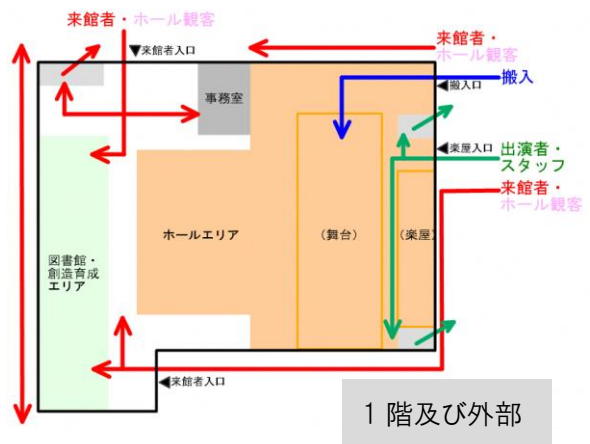 来館者・ホール観客
▼来館者入口
来館者・
ホール観客
搬入
◀搬入口
事務室
◀楽屋入口
出演者・
スタッフ
来館者・
ホール観客
ホールエリア
(舞台)
(楽屋)
図書館・
創造育成
エリア
◀来館者入口
1 階及び外部